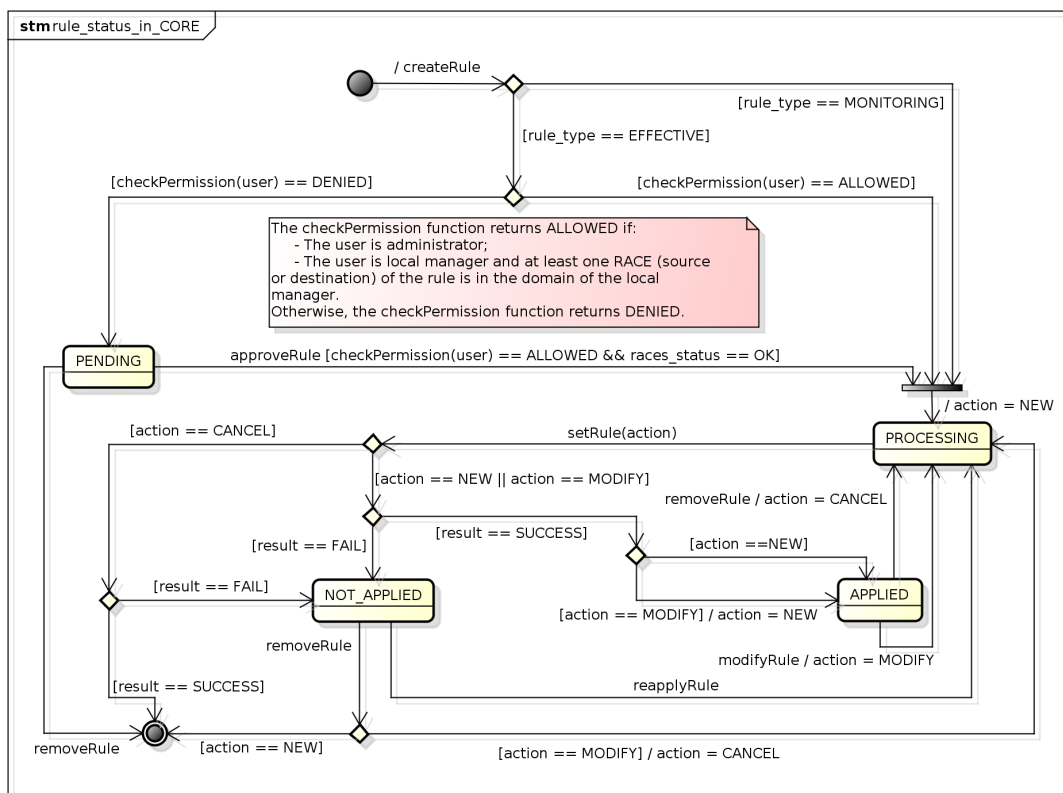 stm rule_status_in_CORE
/ createRule
[rule_type == MONITORING]
[rule_type == EFFECTIVE]
[checkPermission(user) == DENIED]
[checkPermission(user) == ALLOWED]
The checkPermission function returns ALLOWED if:
- The user is administrator;
- The user is local manager and at least one RACE (source
or destination) of the rule is in the domain of the local
manager.
Otherwise, the checkPermission function returns DENIED.
PENDING
approveRule [checkPermission(user) == ALLOWED && races_status == OK]
/ action = NEW
[action == CANCEL]
setRule(action)
PROCESSING
[action == NEW || action == MODIFY]
removeRule / action = CANCEL
[result == SUCCESS]
[result == FAIL]
[action ==NEW]
[result == FAIL]
NOT_APPLIED
APPLIED
[action == MODIFY] / action = NEW
removeRule
modifyRule / action = MODIFY
[result == SUCCESS]
reapplyRule
removeRule
[action == NEW]
[action == MODIFY] / action = CANCEL